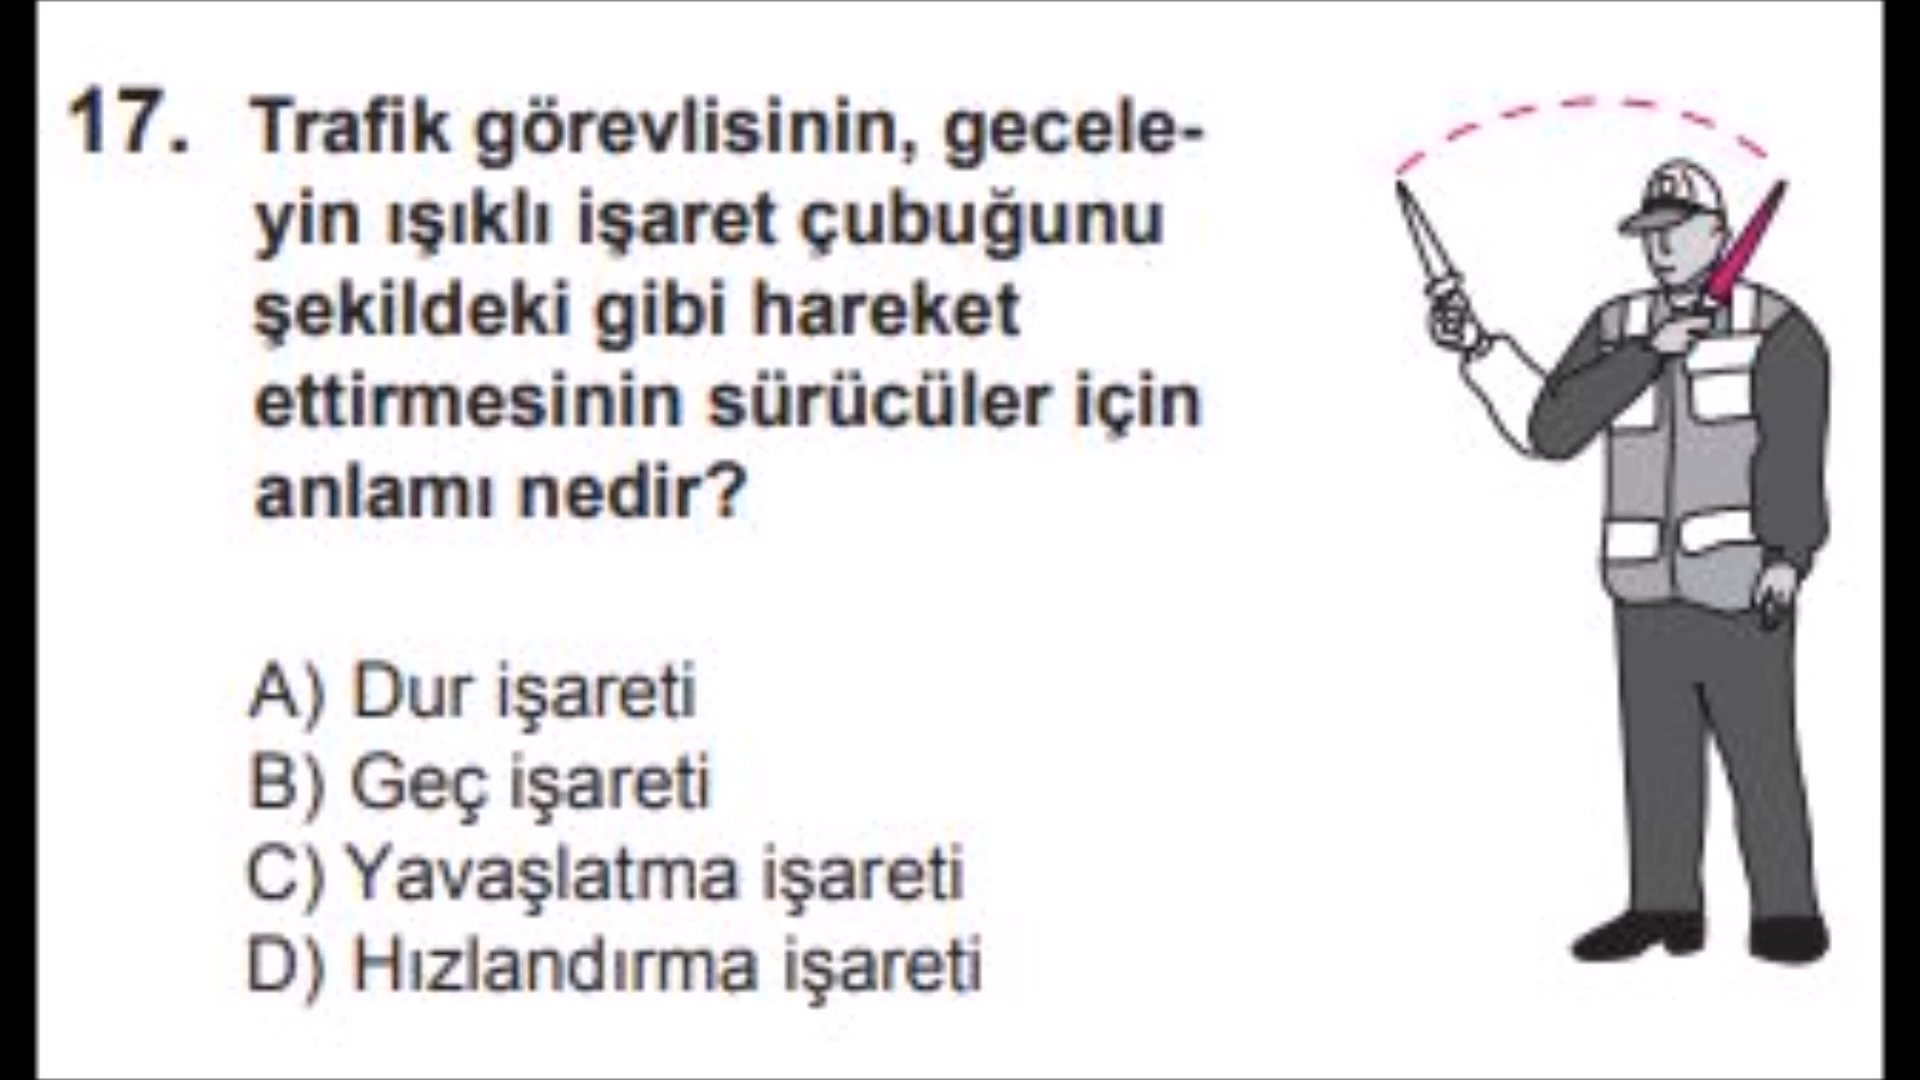 17. Trafik görevlisinin, gecele-
yin ışıklı işaret çubuğunu
şekildeki gibi hareket
ettirmesinin sürücüler için
anlamı nedir?
A) Dur işareti
B) Geç işareti
C) Yavaşlatma işareti
D) Hızlandırma işareti